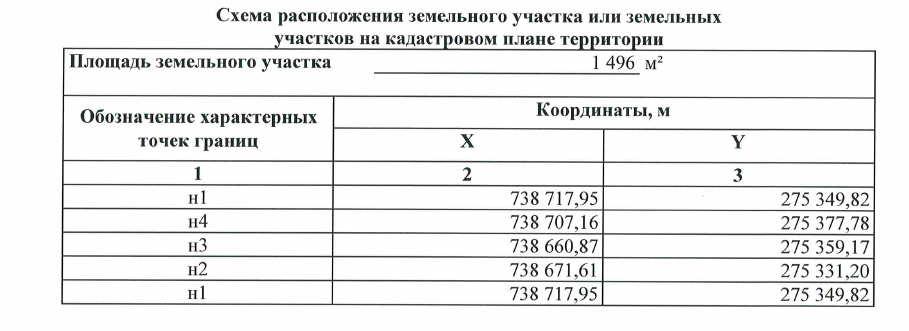 Схема расположения земельного участка или земельных
участков на кадастровом плане территории
Площадь земельного участка 1 496 м²
Обозначение характерных точек границ Координаты, м
X Y
1 2 3
н1 738 717,95 275 349,82
н4 738 707,16 275 377,78
н3 738 660,87 275 359,17
н2 738 671,61 275 331,20
н1 738 717,95 275 349,82